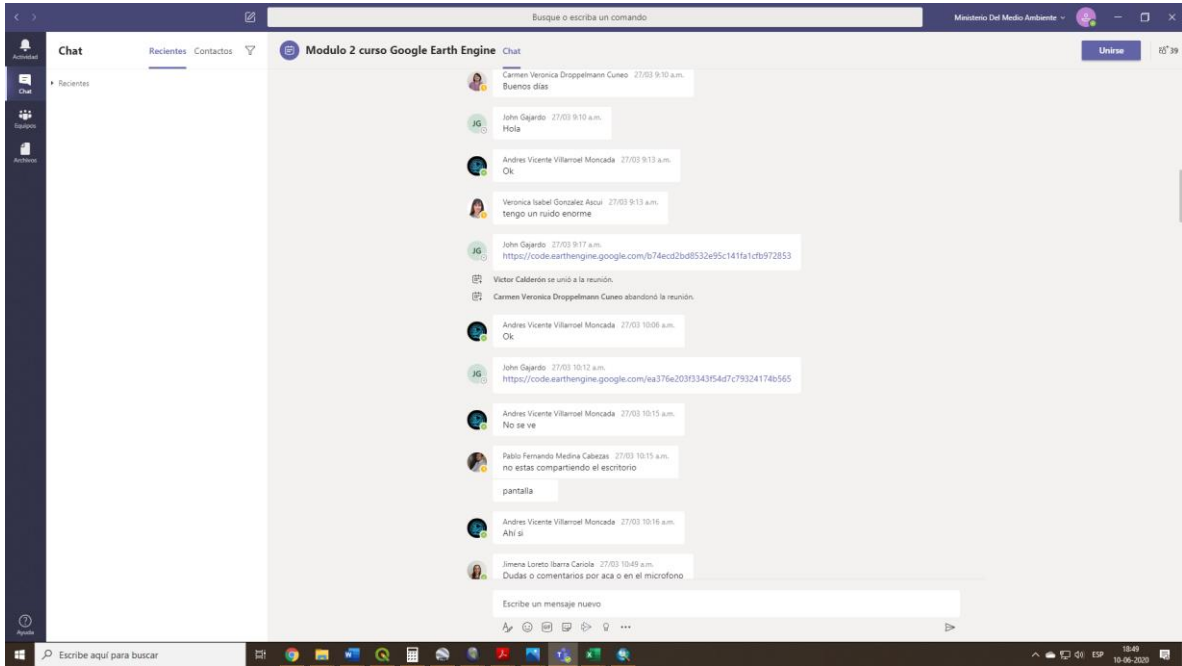 Busque o escriba un comando
Ministerio Del Medio Ambiente
Actividad
Chat
Equipos
Archivos
Ayuda
Chat
Recientes Contactos
Recientes
Modulo 2 curso Google Earth Engine Chat
Unirse
39
Carmen Veronica Droppelmann Cuneo 27/03 9:10 a.m.
Buenos días
JG
John Gajardo 27/03 9:10 a.m.
Hola
Andres Vicente Villarroel Moncada 27/03 9:13 a.m.
Ok
Veronica Isabel Gonzalez Ascui 27/03 9:13 a.m.
tengo un ruido enorme
JG
John Gajardo 27/03 9:17 a.m.
https://code.earthengine.google.com/b74ecd2bd8532e95c141fa1cfb972853
Victor Calderón se unió a la reunión.
Carmen Veronica Droppelmann Cuneo abandonó la reunión.
Andres Vicente Villarroel Moncada 27/03 10:06 a.m.
Ok
JG
John Gajardo 27/03 10:12 a.m.
https://code.earthengine.google.com/ea376e203f3343f54d7c79324174b565
Andres Vicente Villarroel Moncada 27/03 10:15 a.m.
No se ve
Pablo Fernando Medina Cabezas 27/03 10:15 a.m.
no estas compartiendo el escritorio
pantalla
Andres Vicente Villarroel Moncada 27/03 10:16 a.m.
Ahí si
Jimena Loreto Ibarra Cariola 27/03 10:49 a.m.
Dudas o comentarios por aca o en el microfono
Escribe un mensaje nuevo
GIF
Escribe aquí para buscar
ESP
18:49
10-06-2020